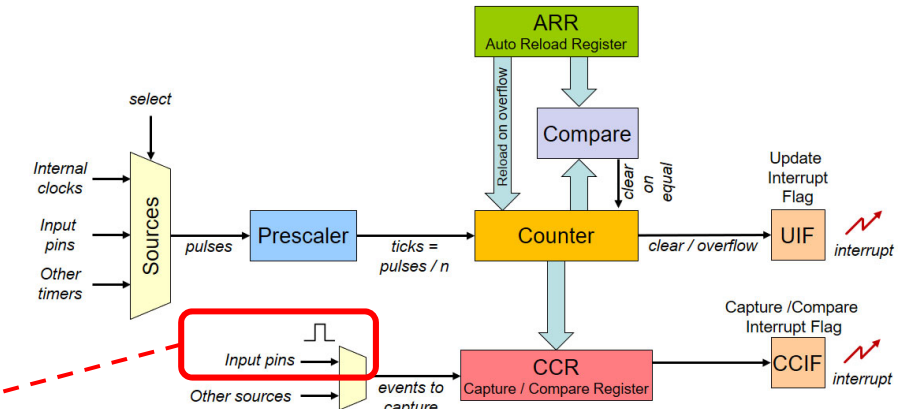 ARR
Auto Reload Register
select
Reload on overflow
Compare
Internal
clocks
clear
on
equal
Update
Interrupt
Flag
Input
pins
Sources
pulses
Prescaler
ticks =
pulses / n
Counter
clear / overflow
UIF
interrupt
Other
timers
Capture /Compare
Interrupt Flag
Input pins
CCR
Capture / Compare Register
CCIF
interrupt
Other sources
events to
capture